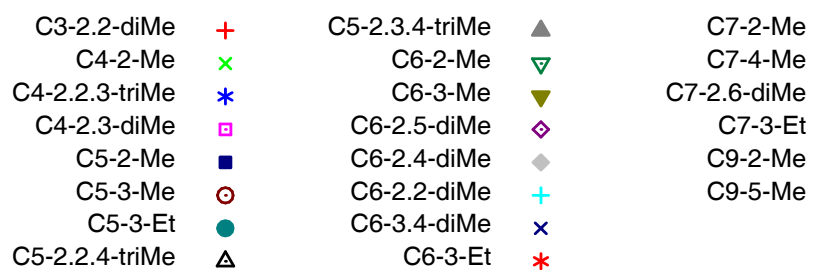 C3-2.2-diMe
C4-2-Me
C4-2.2.3-triMe
C4-2.3-diMe
C5-2-Me
C5-3-Me
C5-3-Et
C5-2.2.4-triMe
C5-2.3.4-triMe
C6-2-Me
C6-3-Me
C6-2.5-diMe
C6-2.4-diMe
C6-2.2-diMe
C6-3.4-diMe
C6-3-Et
C7-2-Me
C7-4-Me
C7-2.6-diMe
C7-3-Et
C9-2-Me
C9-5-Me